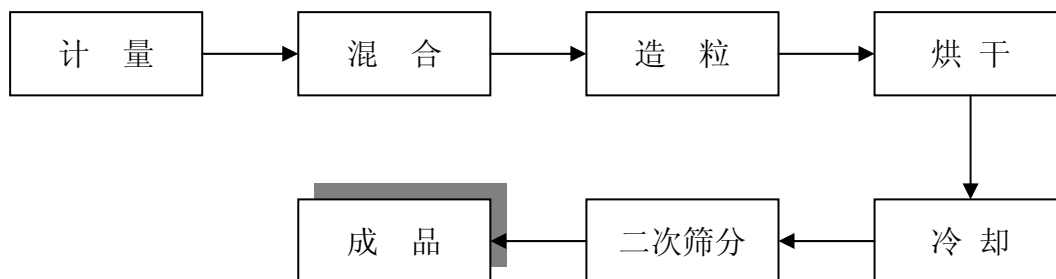 计 量
混 合
造 粒
烘 干
冷 却
二次筛分
成 品